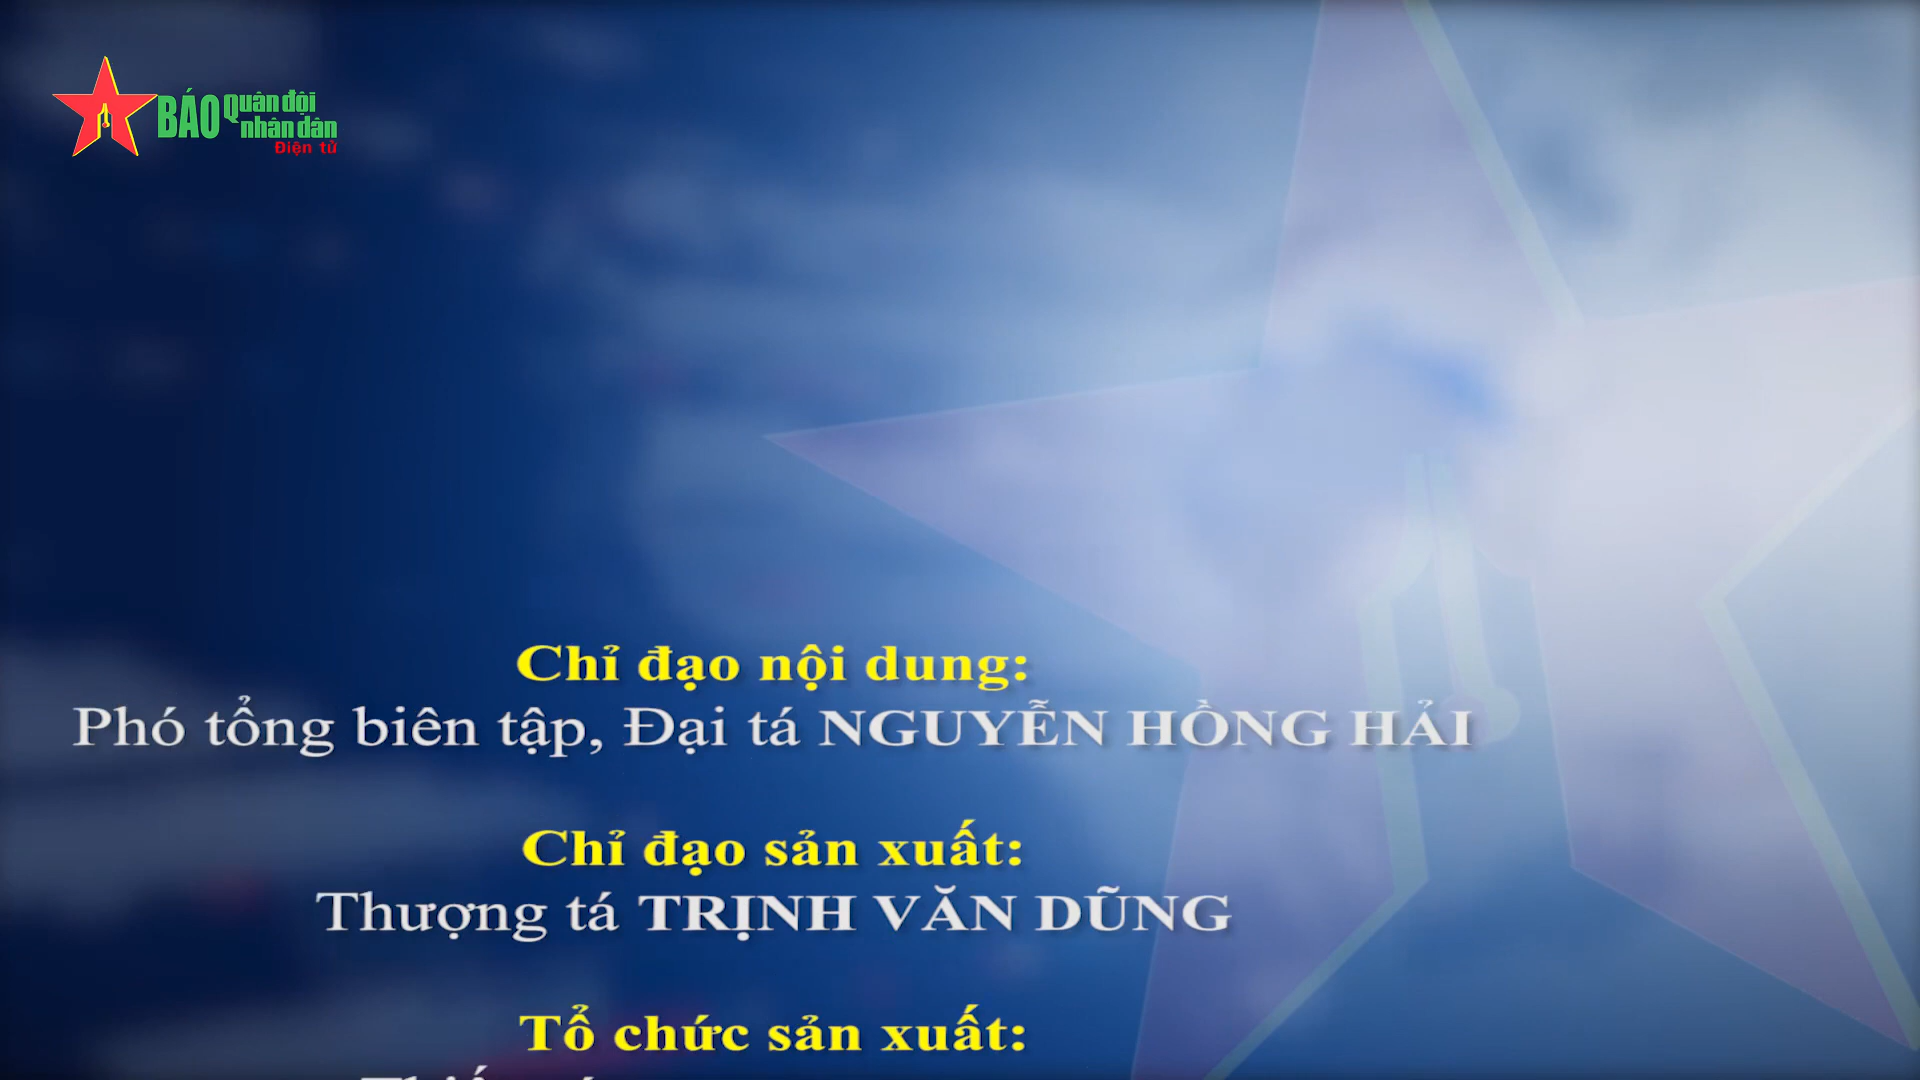 BÁO Quân đội
nhân dân
Điện tử
Chỉ đạo nội dung:
Phó tổng biên tập, Đại tá NGUYỄN HỒNG HẢI
Chỉ đạo sản xuất:
Thượng tá TRỊNH VĂN DŨNG
Tổ chức sản xuất: